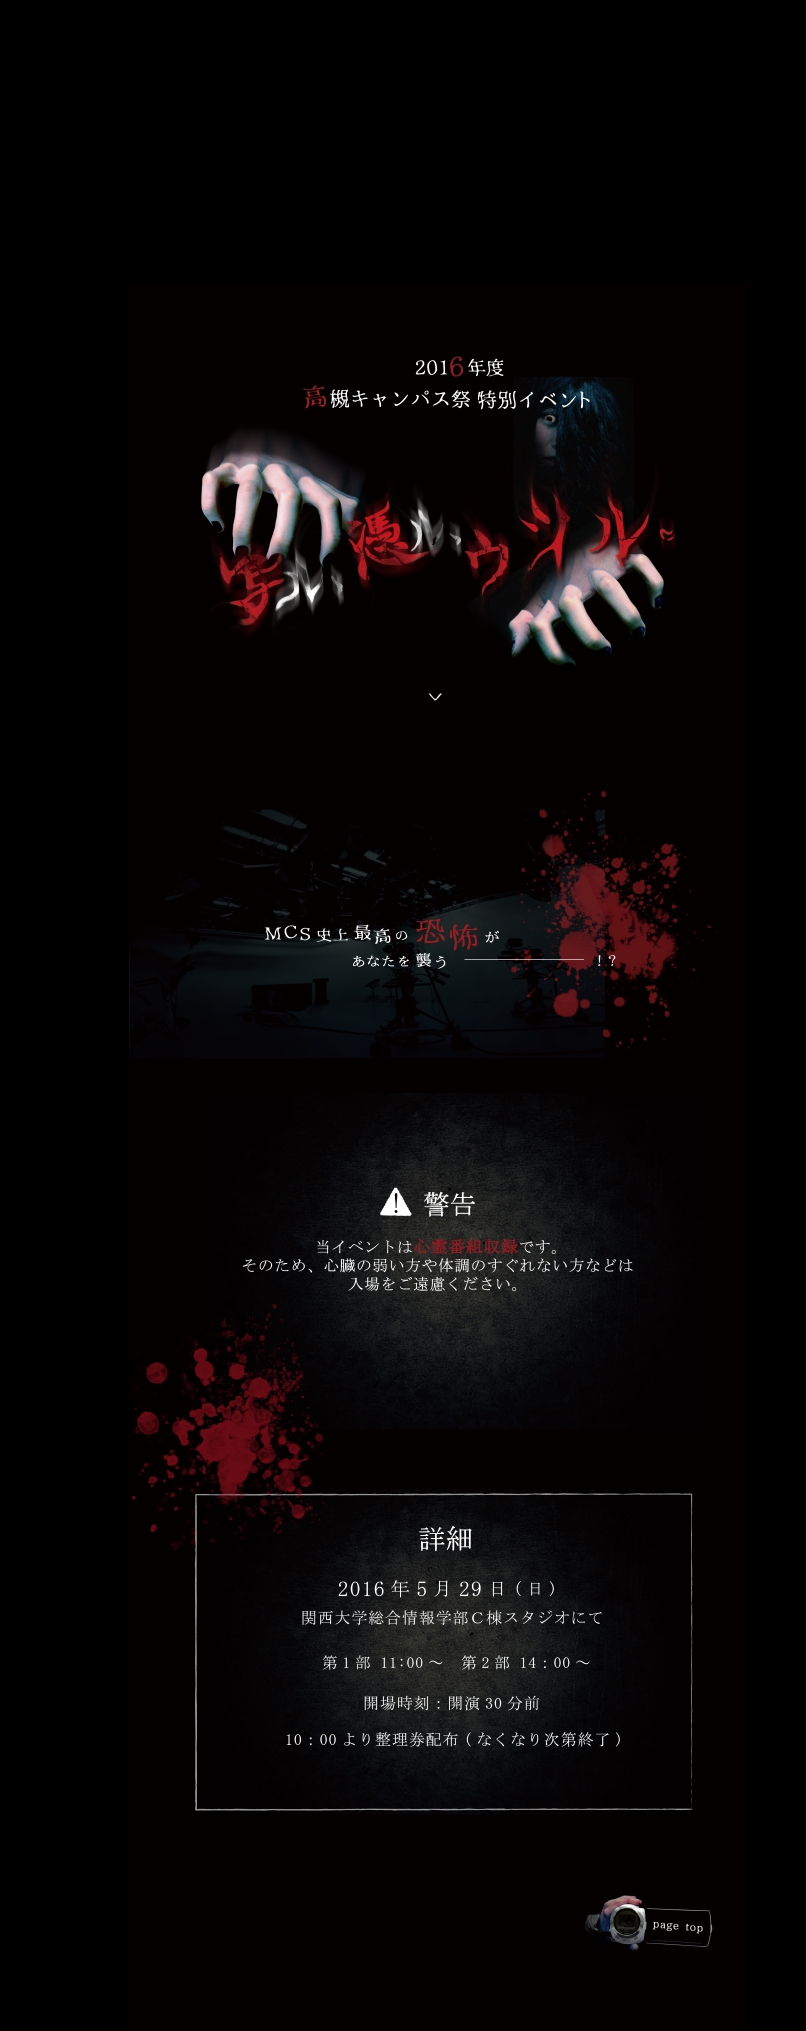 2016年度
高槻キャンパス祭 特別イベント
写ル、憑ル、ウツル。
MCS史上最高の恐怖が
あなたを襲う ――――― !?
警告
当イベントは心霊番組収録です。
そのため、心臓の弱い方や体調のすぐれない方などは
入場をご遠慮ください。
詳細
2016年5月29日(日)
関西大学総合情報学部C棟スタジオにて
第1部 11:00～ 第2部 14:00～
開場時刻:開演30分前
10:00より整理券配布(なくなり次第終了)
page top